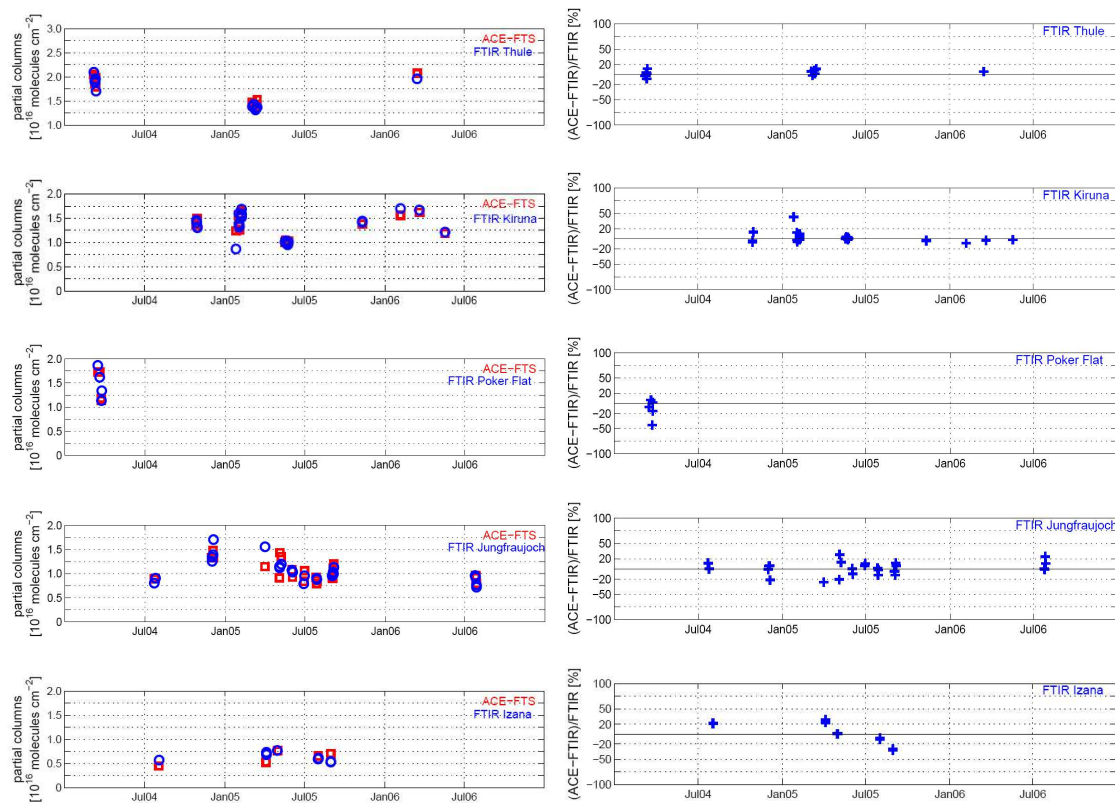 partial columns
[10^16 molecules cm^−2]
3.0
2.5
2.0
1.5
1.0
ACE−FTS
FTIR Thule
Jul04 Jan05 Jul05 Jan06 Jul06
(ACE−FTIR)/FTIR [%]
100
50
20
−20
−50
−100
FTIR Thule
Jul04 Jan05 Jul05 Jan06 Jul06
partial columns
[10^16 molecules cm^−2]
2.0
1.5
1.0
0.5
0
ACE−FTS
FTIR Kiruna
Jul04 Jan05 Jul05 Jan06 Jul06
(ACE−FTIR)/FTIR [%]
100
50
20
−20
−50
−100
FTIR Kiruna
Jul04 Jan05 Jul05 Jan06 Jul06
partial columns
[10^16 molecules cm^−2]
2.0
1.5
1.0
0.5
0
ACE−FTS
FTIR Poker Flat
Jul04 Jan05 Jul05 Jan06 Jul06
(ACE−FTIR)/FTIR [%]
100
50
20
−20
−50
−100
FTIR Poker Flat
Jul04 Jan05 Jul05 Jan06 Jul06
partial columns
[10^16 molecules cm^−2]
2.0
1.5
1.0
0.5
0
ACE−FTS
FTIR Jungfraujoch
Jul04 Jan05 Jul05 Jan06 Jul06
(ACE−FTIR)/FTIR [%]
100
50
20
−20
−50
−100
FTIR Jungfraujoch
Jul04 Jan05 Jul05 Jan06 Jul06
partial columns
[10^16 molecules cm^−2]
2.0
1.5
1.0
0.5
0
ACE−FTS
FTIR Izana
Jul04 Jan05 Jul05 Jan06 Jul06
(ACE−FTIR)/FTIR [%]
100
50
20
−20
−50
−100
FTIR Izana
Jul04 Jan05 Jul05 Jan06 Jul06